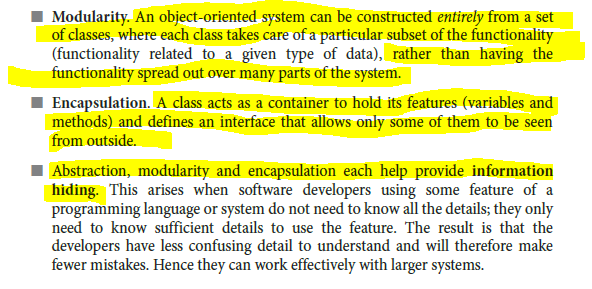 ■ Modularity. An object-oriented system can be constructed entirely from a set
of classes, where each class takes care of a particular subset of the functionality
(functionality related to a given type of data), rather than having the
functionality spread out over many parts of the system.
■ Encapsulation. A class acts as a container to hold its features (variables and
methods) and defines an interface that allows only some of them to be seen
from outside.
■ Abstraction, modularity and encapsulation each help provide information
hiding. This arises when software developers using some feature of a
programming language or system do not need to know all the details; they only
need to know sufficient details to use the feature. The result is that the
developers have less confusing detail to understand and will therefore make
fewer mistakes. Hence they can work effectively with larger systems.